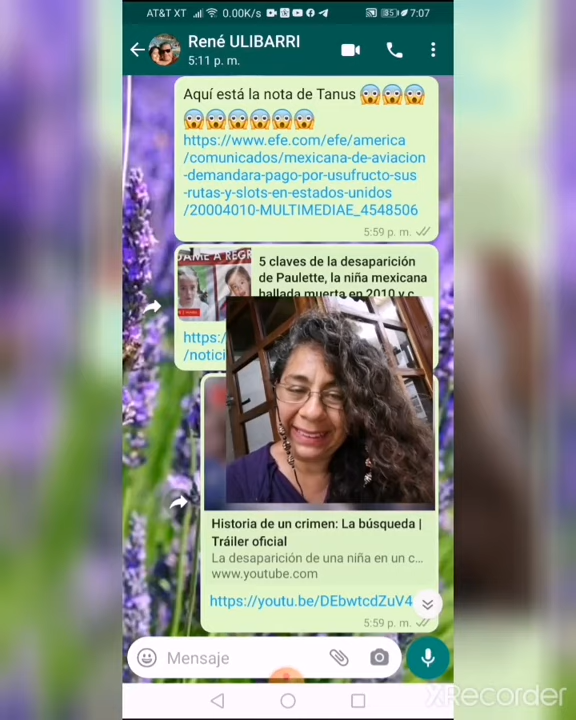 AT&T XT 0.00K/s 85 7:07
René ULIBARRI
5:11 p. m.
Aquí está la nota de Tanus 😱😱😱
😱😱😱😱😱😱
https://www.efe.com/efe/america
/comunicados/mexicana-de-aviacion
-demandara-pago-por-usufructo-sus
-rutas-y-slots-en-estados-unidos
/20004010-MULTIMEDIAE_4548506
5:59 p. m.
AME A REGR
5 claves de la desaparición
de Paulette, la niña mexicana
hallada muerta en 2010 y c...
https:/
/notici
Historia de un crimen: La búsqueda |
Tráiler oficial
La desaparición de una niña en un c...
www.youtube.com
https://youtu.be/DEbwtcdZuV4
5:59 p. m.
Mensaje
XRecorder